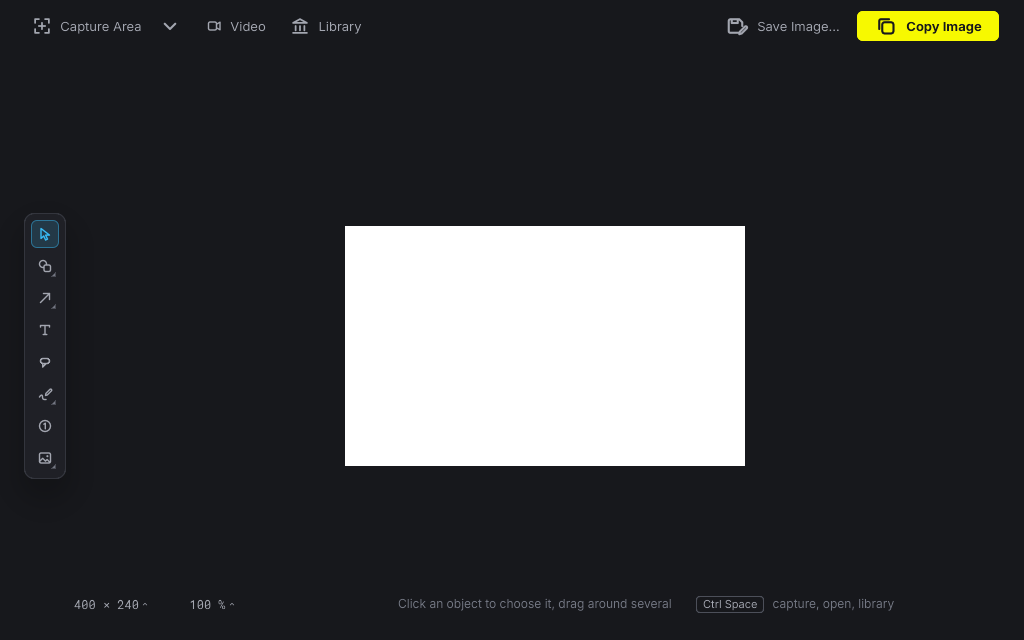 Capture Area
Video
Library
Save Image...
Copy Image
1
400 × 240
100 %
Click an object to choose it, drag around several
Ctrl Space
capture, open, library